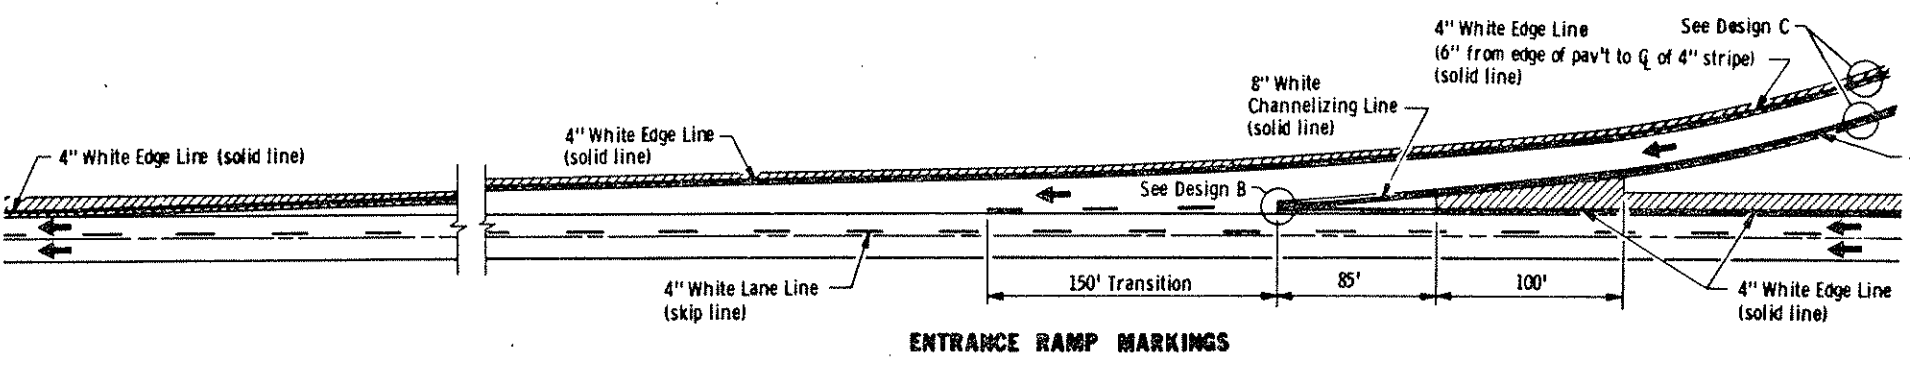 4" White Edge Line
(6" from edge of pav't to ℄ of 4" stripe)
(solid line)
See Design C
8" White
Channelizing Line
(solid line)
4" White Edge Line
(solid line)
4" White Edge Line (solid line)
See Design B
150' Transition
85'
100'
4" White Lane Line
(skip line)
4" White Edge Line
(solid line)
ENTRANCE RAMP MARKINGS